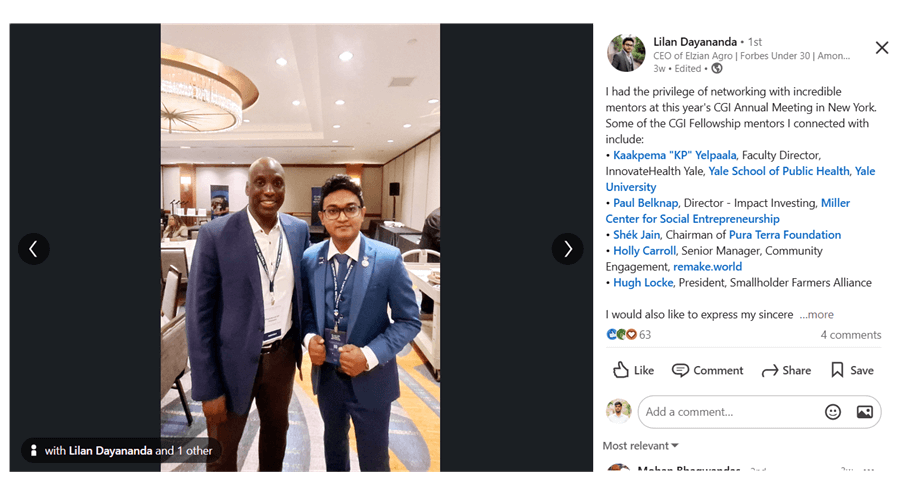 Lilan Dayananda • 1st
CEO of Elzian Agro | Forbes Under 30 | Amon...
3w • Edited •
I had the privilege of networking with incredible
mentors at this year's CGI Annual Meeting in New York.
Some of the CGI Fellowship mentors I connected with
include:
• Kaakpema "KP" Yelpaala, Faculty Director,
InnovateHealth Yale, Yale School of Public Health, Yale
University
• Paul Belknap, Director - Impact Investing, Miller
Center for Social Entrepreneurship
• Shék Jain, Chairman of Pura Terra Foundation
• Holly Carroll, Senior Manager, Community
Engagement, remake.world
• Hugh Locke, President, Smallholder Farmers Alliance
I would also like to express my sincere ...more
63
4 comments
Like Comment Share Save
Add a comment...
Most relevant
with Lilan Dayananda and 1 other